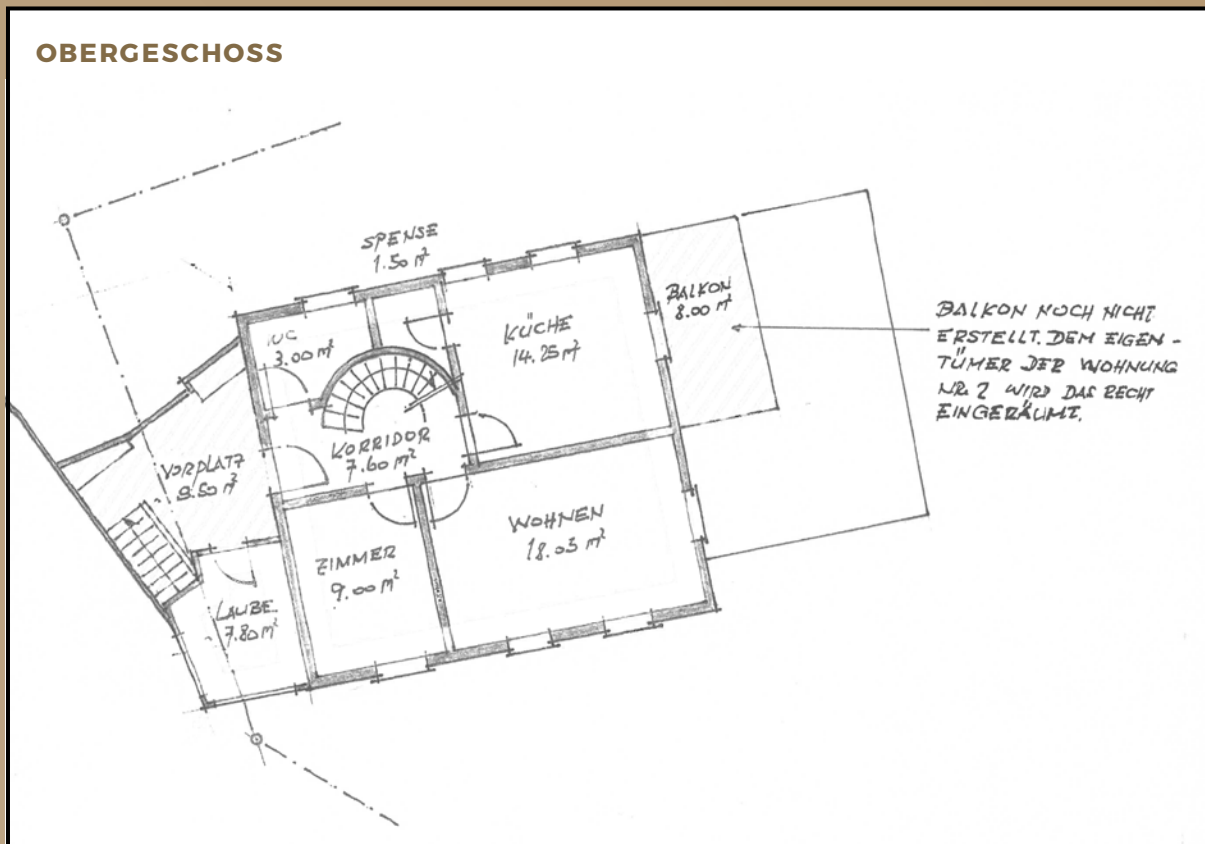 OBERGESCHOSS
SPENSE
1.50 m²
WC
3.00 m²
KÜCHE
14.25 m²
BALKON
8.00 m²
BALKON NOCH NICHT
ERSTELLT. DEM EIGEN-
TÜMER DER WOHNUNG
NR. 2 WIRD DAS RECHT
EINGERÄUMT.
KORRIDOR
7.60 m²
VORPLATZ
9.50 m²
WOHNEN
18.05 m²
ZIMMER
9.00 m²
LAUBE
7.80 m²